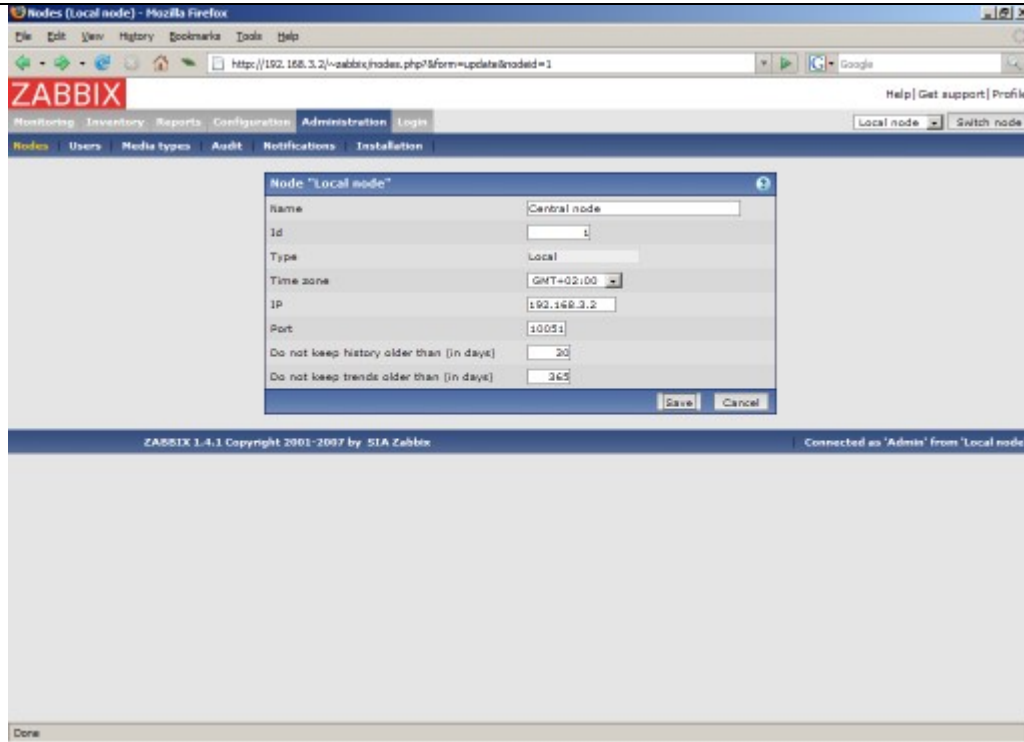 Nodes (Local node) - Mozilla Firefox
File Edit View History Bookmarks Tools Help
http://192.168.3.2/~zabbix/nodes.php?&form=update&nodeid=1 Google
ZABBIX Help | Get support | Profile
Monitoring Inventory Reports Configuration Administration Login Local node Switch node
Nodes | Users | Media types | Audit | Notifications | Installation |
Node "Local node"
Name Central node
Id 1
Type Local
Time zone GMT+02:00
IP 192.168.3.2
Port 10051
Do not keep history older than (in days) 30
Do not keep trends older than (in days) 365
Save Cancel
ZABBIX 1.4.1 Copyright 2001-2007 by SIA Zabbix | Connected as 'Admin' from 'Local node
Done